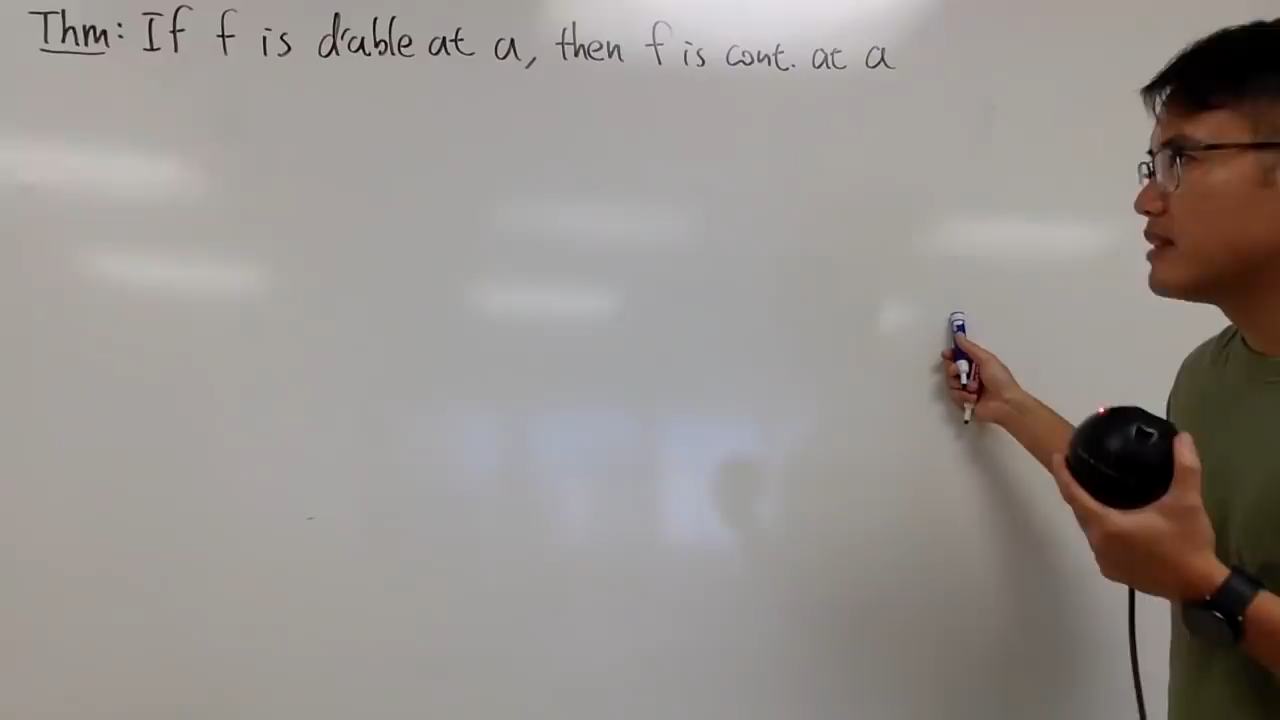 Thm: If f is d'able at a, then f is cont. at a